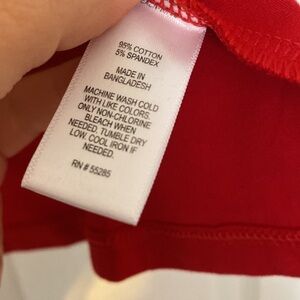 95% COTTON
5% SPANDEX
MADE IN
BANGLADESH
MACHINE WASH COLD
WITH LIKE COLORS.
ONLY NON-CHLORINE
BLEACH WHEN
NEEDED. TUMBLE DRY
LOW. COOL IRON IF
NEEDED.
RN# 55285